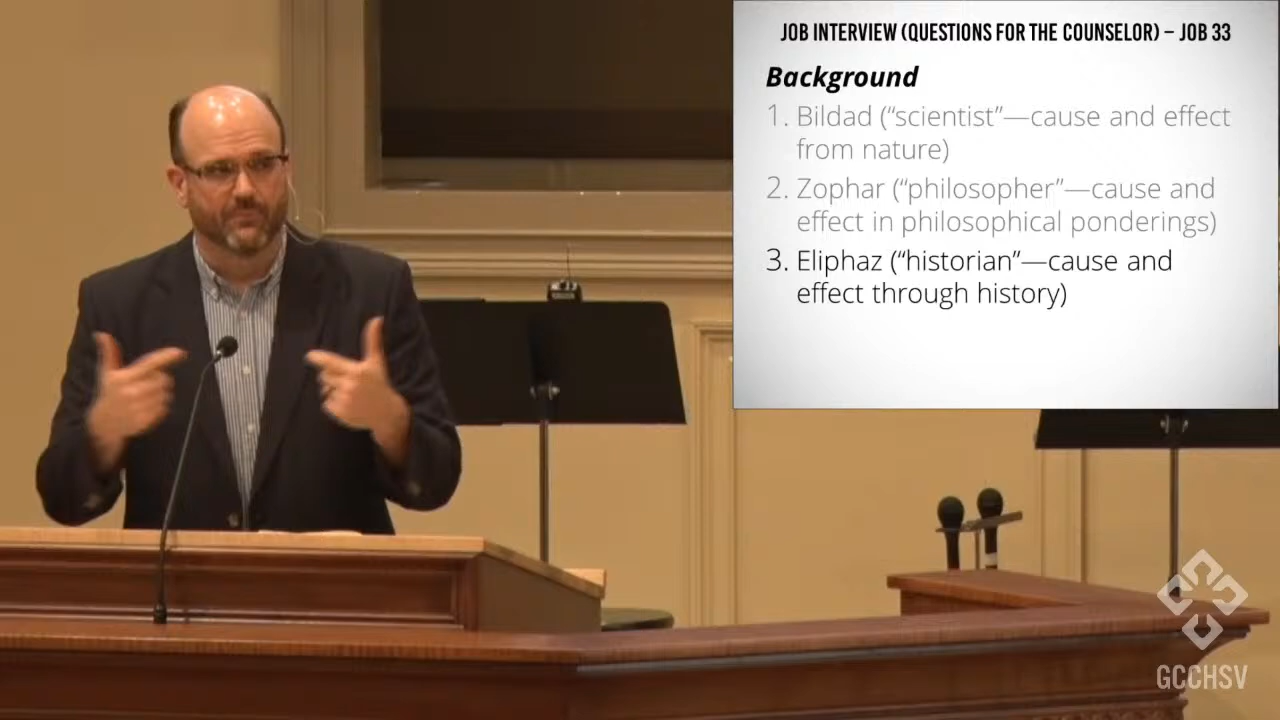 JOB INTERVIEW (QUESTIONS FOR THE COUNSELOR) – JOB 33
Background
1. Bildad (“scientist”—cause and effect
from nature)
2. Zophar (“philosopher”—cause and
effect in philosophical ponderings)
3. Eliphaz (“historian”—cause and
effect through history)
GCCHSV